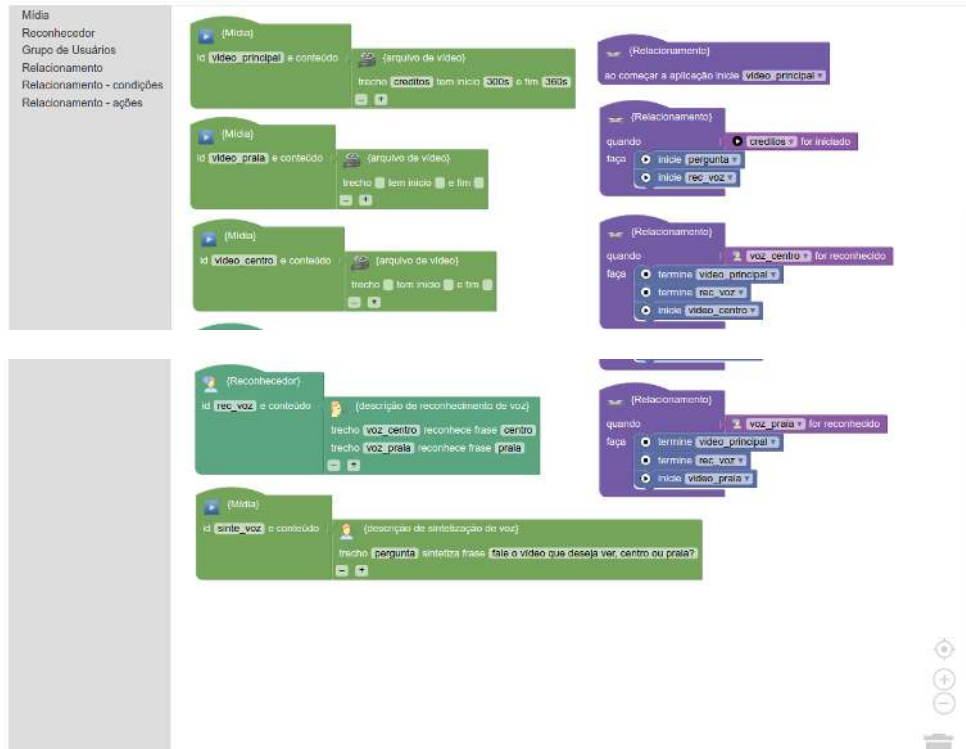 Mídia
Reconhecedor
Grupo de Usuários
Relacionamento
Relacionamento - condições
Relacionamento - ações
{Mídia}
id video_principal e conteúdo
{arquivo de vídeo}
trecho creditos tem início 300s e fim 360s
{Mídia}
id video_praia e conteúdo
{arquivo de vídeo}
trecho tem início e fim
{Mídia}
id video_centro e conteúdo
{arquivo de vídeo}
trecho tem início e fim
{Relacionamento}
ao começar a aplicação inicie video_principal
{Relacionamento}
quando creditos for iniciado
faça inicie pergunta
inicie rec_voz
{Relacionamento}
quando voz_centro for reconhecido
faça termine video_principal
termine rec_voz
inicie video_centro
{Reconhecedor}
id rec_voz e conteúdo
{descrição de reconhecimento de voz}
trecho voz_centro reconhece frase centro
trecho voz_praia reconhece frase praia
{Mídia}
id sinte_voz e conteúdo
{descrição de sintetização de voz}
trecho pergunta sintetiza frase fale o vídeo que deseja ver, centro ou praia?
{Relacionamento}
quando voz_praia for reconhecido
faça termine video_principal
termine rec_voz
inicie video_praia